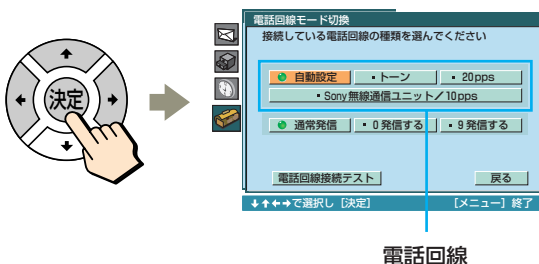 決定
電話回線モード切換
接続している電話回線の種類を選んでください
自動設定 ・トーン ・20pps
・Sony無線通信ユニット／10pps
通常発信 ・0発信する ・9発信する
電話回線接続テスト 戻る
↓↑←→で選択し［決定］ ［メニュー］終了
電話回線